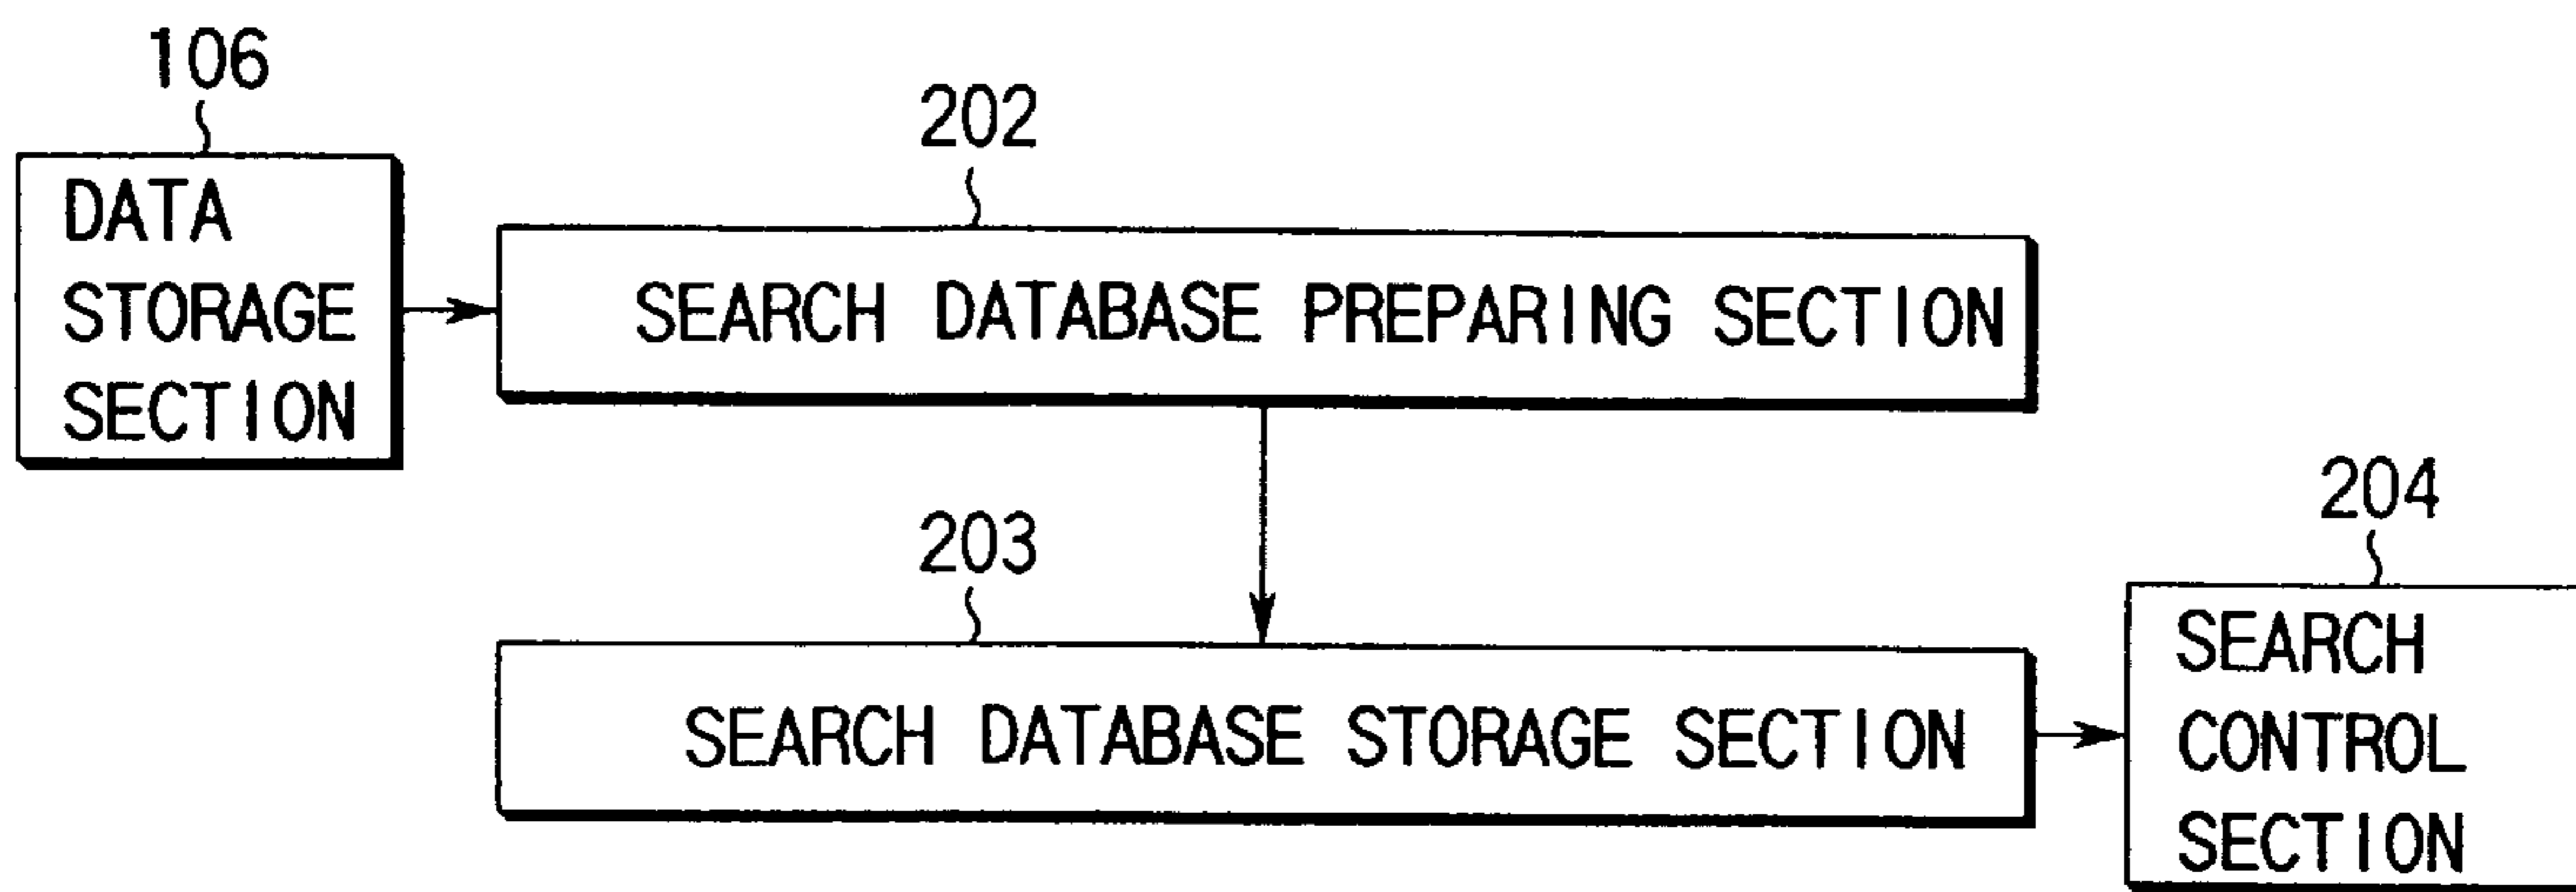 106
DATA
STORAGE
SECTION
202
SEARCH DATABASE PREPARING SECTION
203
SEARCH DATABASE STORAGE SECTION
204
SEARCH
CONTROL
SECTION